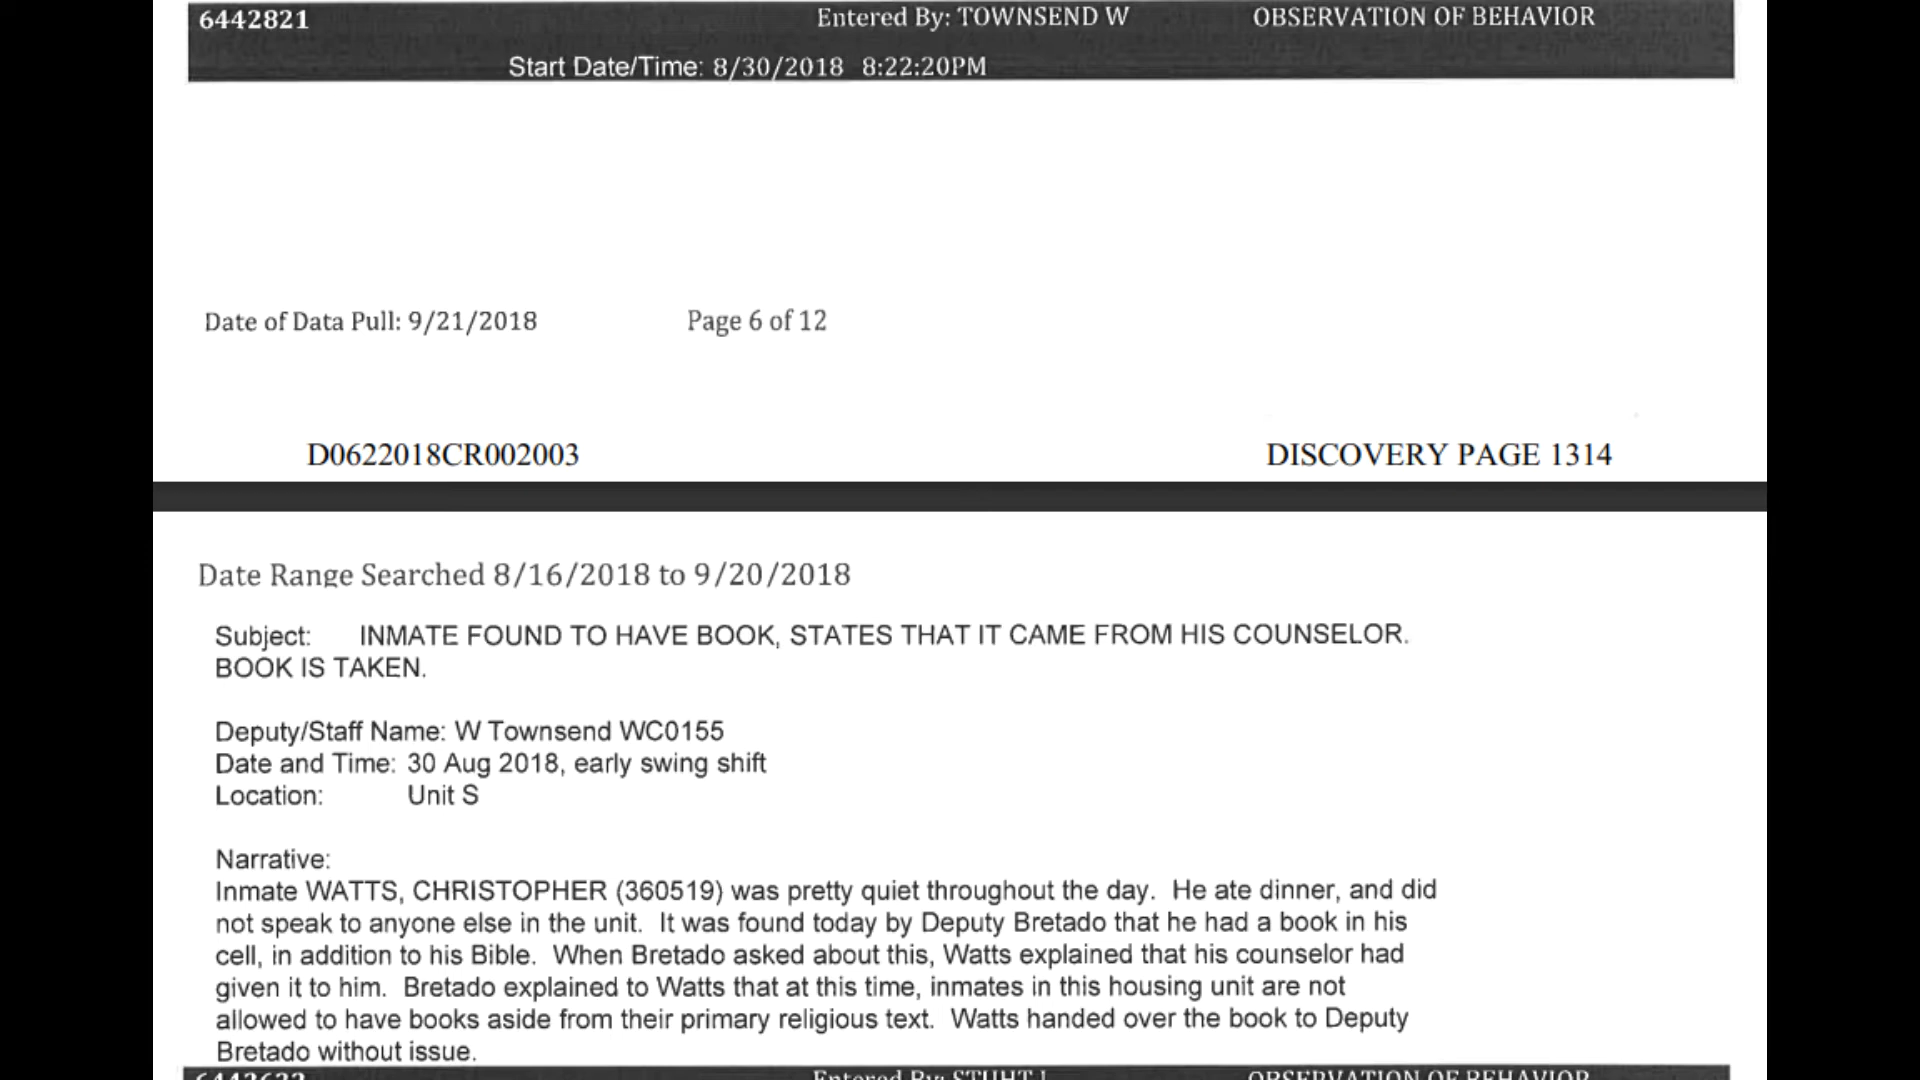 6442821 Entered By: TOWNSEND W OBSERVATION OF BEHAVIOR
Start Date/Time: 8/30/2018 8:22:20PM
Date of Data Pull: 9/21/2018 Page 6 of 12
D0622018CR002003 DISCOVERY PAGE 1314
Date Range Searched 8/16/2018 to 9/20/2018
Subject: INMATE FOUND TO HAVE BOOK, STATES THAT IT CAME FROM HIS COUNSELOR.
BOOK IS TAKEN.
Deputy/Staff Name: W Townsend WC0155
Date and Time: 30 Aug 2018, early swing shift
Location: Unit S
Narrative:
Inmate WATTS, CHRISTOPHER (360519) was pretty quiet throughout the day. He ate dinner, and did
not speak to anyone else in the unit. It was found today by Deputy Bretado that he had a book in his
cell, in addition to his Bible. When Bretado asked about this, Watts explained that his counselor had
given it to him. Bretado explained to Watts that at this time, inmates in this housing unit are not
allowed to have books aside from their primary religious text. Watts handed over the book to Deputy
Bretado without issue.
Entered By: OBSERVATION OF BEHAVIOR